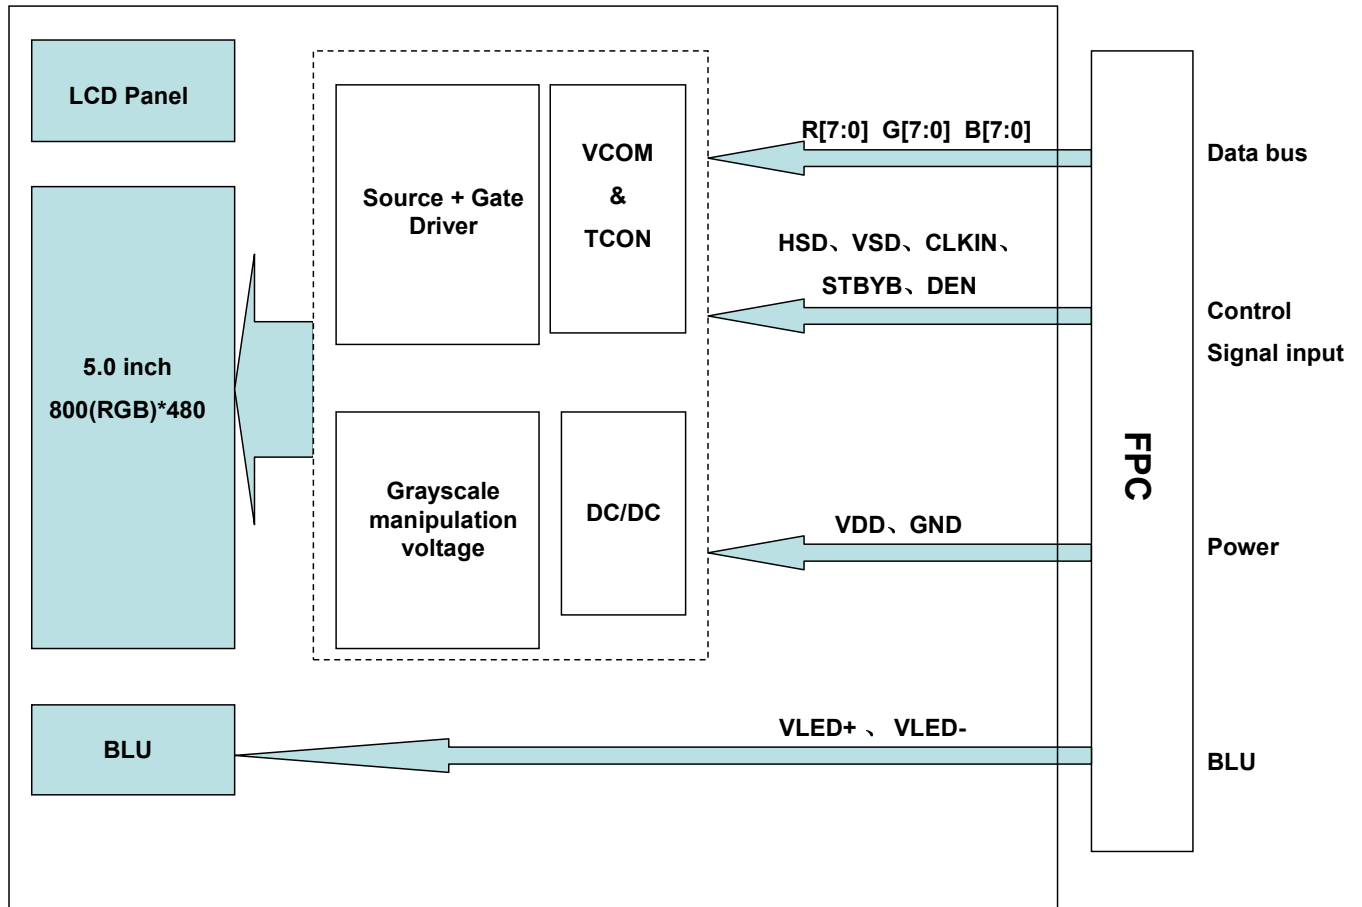 LCD Panel
5.0 inch
800(RGB)*480
BLU
Source + Gate
Driver
VCOM
&
TCON
Grayscale
manipulation
voltage
DC/DC
R[7:0] G[7:0] B[7:0]
HSD、VSD、CLKIN、
STBYB、DEN
VDD、GND
VLED+ 、 VLED-
FPC
Data bus
Control
Signal input
Power
BLU